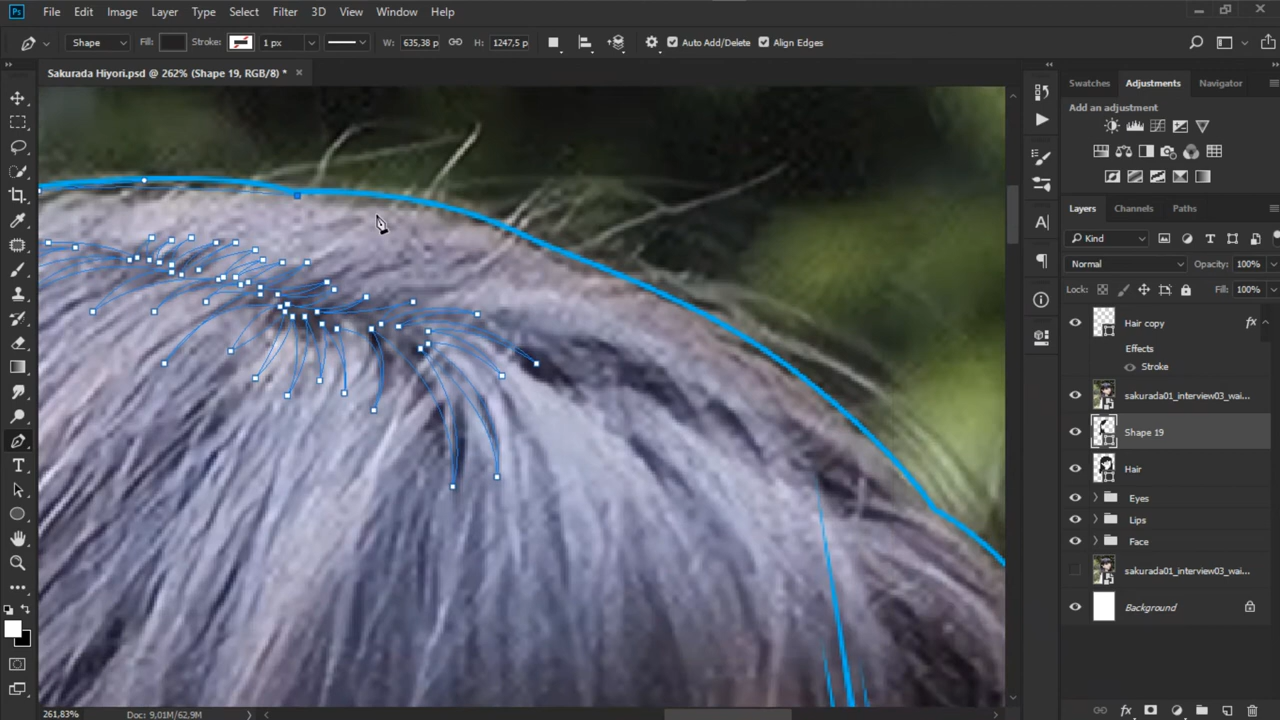 Ps File Edit Image Layer Type Select Filter 3D View Window Help
Shape Fill: Stroke: 1 px W: 635,38 p H: 1247,5 p Auto Add/Delete Align Edges
Sakurada Hiyori.psd @ 262% (Shape 19, RGB/8) *
Swatches Adjustments Navigator
Add an adjustment
Layers Channels Paths
Kind
Normal Opacity: 100%
Lock: Fill: 100%
Hair copy fx
Effects
Stroke
sakurada01_interview03_wai...
Shape 19
Hair
Eyes
Lips
Face
sakurada01_interview03_wai...
Background
261,83% Doc: 9,01M/62,9M